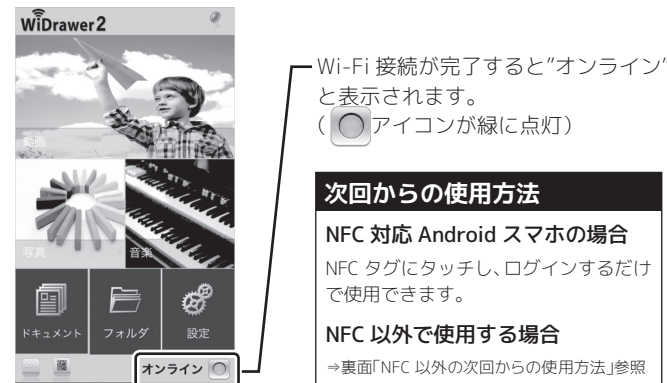 WiDrawer2
動画
写真
音楽
ドキュメント
フォルダ
設定
オンライン
Wi-Fi 接続が完了すると"オンライン"
と表示されます。
( アイコンが緑に点灯)
次回からの使用方法
NFC 対応 Android スマホの場合
NFC タグにタッチし、ログインするだけ
で使用できます。
NFC 以外で使用する場合
⇒裏面「NFC 以外の次回からの使用方法」参照